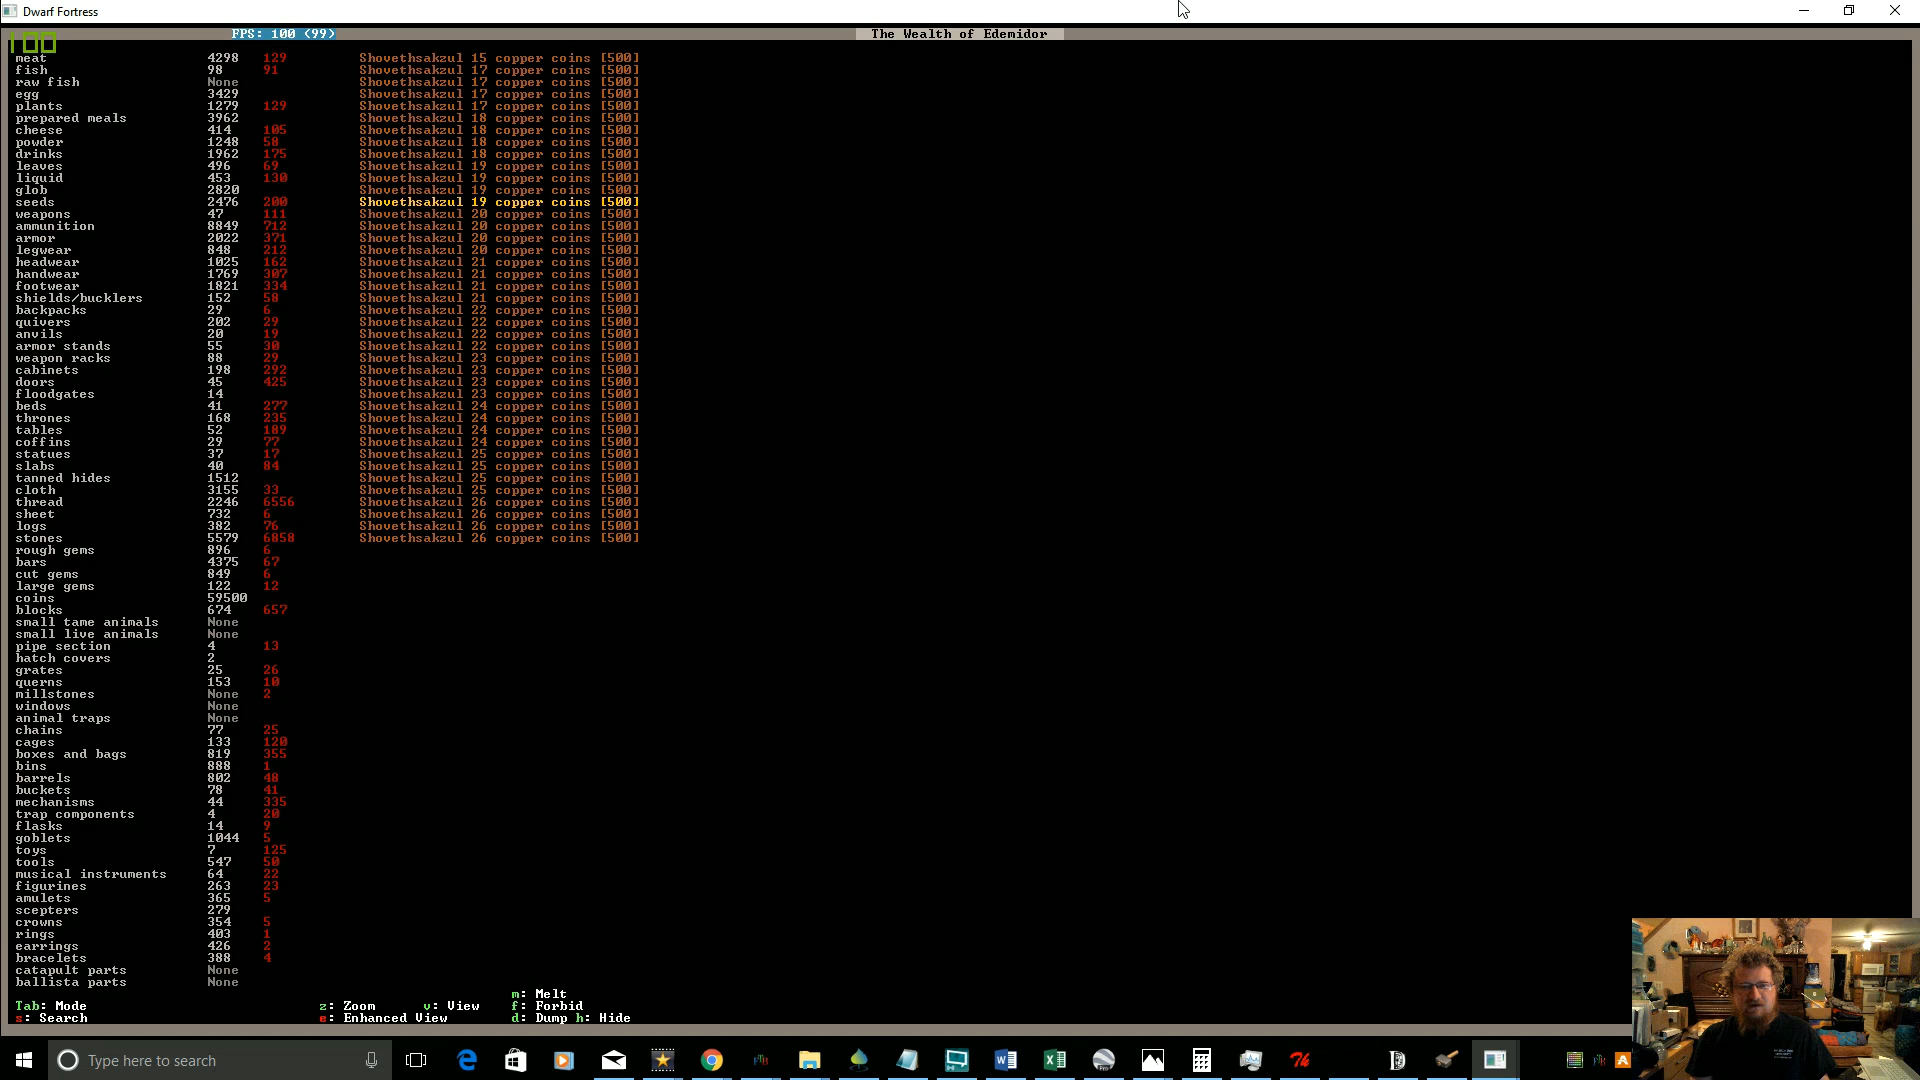 Dwarf Fortress
100 FPS: 100 (99) The Wealth of Edemidor
meat 4298 129 Shovethsakzul 15 copper coins [500]
fish 98 91 Shovethsakzul 17 copper coins [500]
raw fish None Shovethsakzul 17 copper coins [500]
egg 3429 Shovethsakzul 17 copper coins [500]
plants 1279 129 Shovethsakzul 17 copper coins [500]
prepared meals 3962 Shovethsakzul 18 copper coins [500]
cheese 414 105 Shovethsakzul 18 copper coins [500]
powder 1248 58 Shovethsakzul 18 copper coins [500]
drinks 1962 175 Shovethsakzul 18 copper coins [500]
leaves 496 69 Shovethsakzul 19 copper coins [500]
liquid 453 130 Shovethsakzul 19 copper coins [500]
glob 2820 Shovethsakzul 19 copper coins [500]
seeds 2476 200 Shovethsakzul 19 copper coins [500]
weapons 47 111 Shovethsakzul 20 copper coins [500]
ammunition 8849 712 Shovethsakzul 20 copper coins [500]
armor 2022 371 Shovethsakzul 20 copper coins [500]
legwear 848 212 Shovethsakzul 20 copper coins [500]
headwear 1025 162 Shovethsakzul 21 copper coins [500]
handwear 1769 307 Shovethsakzul 21 copper coins [500]
footwear 1821 334 Shovethsakzul 21 copper coins [500]
shields/bucklers 152 58 Shovethsakzul 21 copper coins [500]
backpacks 29 6 Shovethsakzul 22 copper coins [500]
quivers 202 29 Shovethsakzul 22 copper coins [500]
anvils 20 19 Shovethsakzul 22 copper coins [500]
armor stands 55 30 Shovethsakzul 22 copper coins [500]
weapon racks 88 29 Shovethsakzul 23 copper coins [500]
cabinets 198 292 Shovethsakzul 23 copper coins [500]
doors 45 425 Shovethsakzul 23 copper coins [500]
floodgates 14 Shovethsakzul 23 copper coins [500]
beds 41 277 Shovethsakzul 24 copper coins [500]
thrones 168 235 Shovethsakzul 24 copper coins [500]
tables 52 189 Shovethsakzul 24 copper coins [500]
coffins 29 77 Shovethsakzul 24 copper coins [500]
statues 37 17 Shovethsakzul 25 copper coins [500]
slabs 40 84 Shovethsakzul 25 copper coins [500]
tanned hides 1512 Shovethsakzul 25 copper coins [500]
cloth 3155 33 Shovethsakzul 25 copper coins [500]
thread 2246 6556 Shovethsakzul 26 copper coins [500]
sheet 732 6 Shovethsakzul 26 copper coins [500]
logs 382 76 Shovethsakzul 26 copper coins [500]
stones 5579 6858 Shovethsakzul 26 copper coins [500]
rough gems 896 6
bars 4375 67
cut gems 849 6
large gems 122 12
coins 59500
blocks 674 657
small tame animals None
small live animals None
pipe section 4 13
hatch covers 2
grates 25 26
querns 153 10
millstones None 2
windows None
animal traps None
chains 77 25
cages 133 120
boxes and bags 819 355
bins 888 1
barrels 802 48
buckets 78 41
mechanisms 44 335
trap components 4 20
flasks 14 9
goblets 1044 5
toys 7 125
tools 547 50
musical instruments 64 22
figurines 263 23
amulets 365 5
scepters 279
crowns 354 5
rings 403 1
earrings 426 2
bracelets 388 4
catapult parts None
ballista parts None
m: Melt
Tab: Mode z: Zoom v: View f: Forbid
s: Search e: Enhanced View d: Dump h: Hide
Type here to search